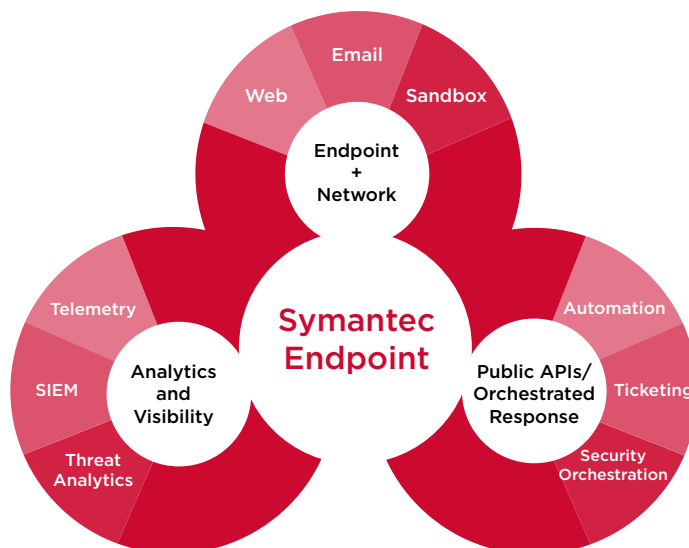 Email
Web
Sandbox
Endpoint
+
Network
Symantec
Endpoint
Telemetry
SIEM
Threat
Analytics
Analytics
and
Visibility
Public APIs/
Orchestrated
Response
Automation
Ticketing
Security
Orchestration